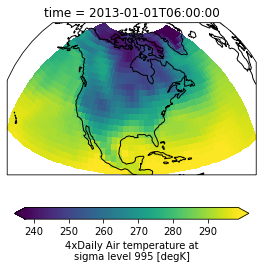 time = 2013-01-01T06:00:00
240 250 260 270 280 290
4xDaily Air temperature at
sigma level 995 [degK]